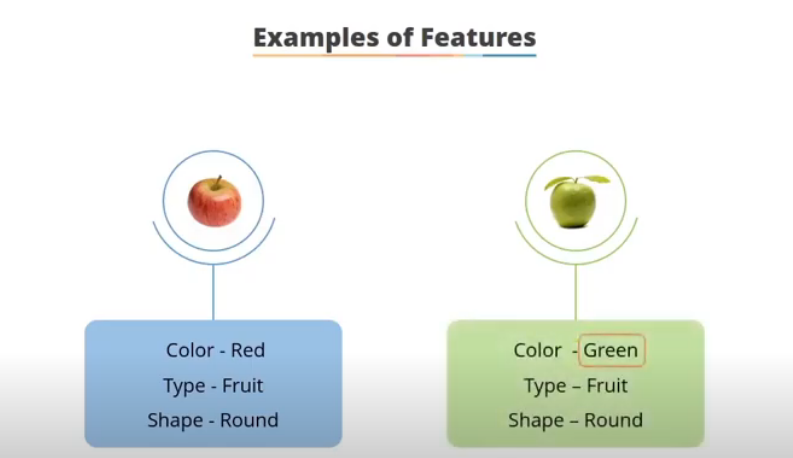 Examples of Features
Color - Red
Type - Fruit
Shape - Round
Color - Green
Type – Fruit
Shape – Round